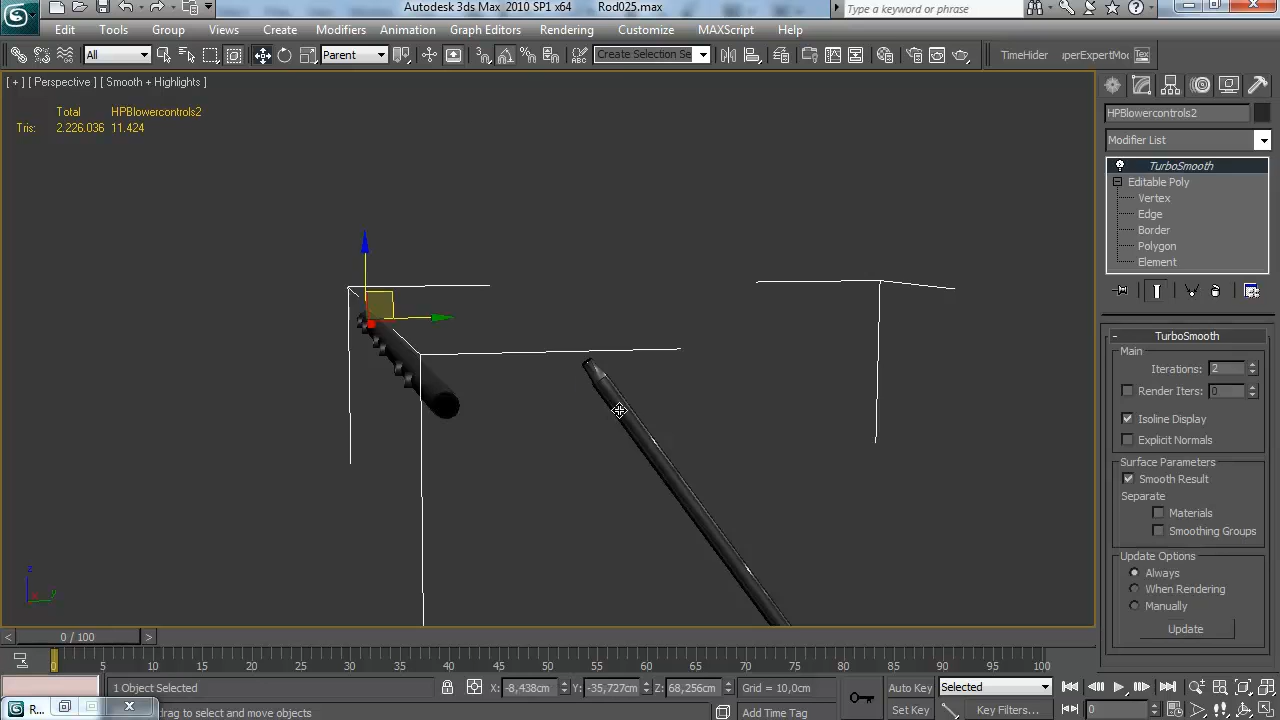 Autodesk 3ds Max 2010 SP1 x64 Rod025.max
Type a keyword or phrase
Edit Tools Group Views Create Modifiers Animation Graph Editors Rendering Customize MAXScript Help
All
Parent
Create Selection Se
TimeHider
perExpertMod
Tex
[ + ] [ Perspective ] [ Smooth + Highlights ]
Total HPBlowercontrols2
Tris: 2.226.036 11.424
HPBlowercontrols2
Modifier List
TurboSmooth
Editable Poly
Vertex
Edge
Border
Polygon
Element
TurboSmooth
Main
Iterations: 2
Render Iters: 0
Isoline Display
Explicit Normals
Surface Parameters
Smooth Result
Separate
Materials
Smoothing Groups
Update Options
Always
When Rendering
Manually
Update
z
x
y
< 0 / 100 >
0 5 10 15 20 25 30 35 40 45 50 55 60 65 70 75 80 85 90 95 100
1 Object Selected
X: -8,438cm Y: -35,727cm Z: 68,256cm Grid = 10,0cm
Auto Key Selected
R...
drag to select and move objects
Add Time Tag
Set Key
Key Filters...
0